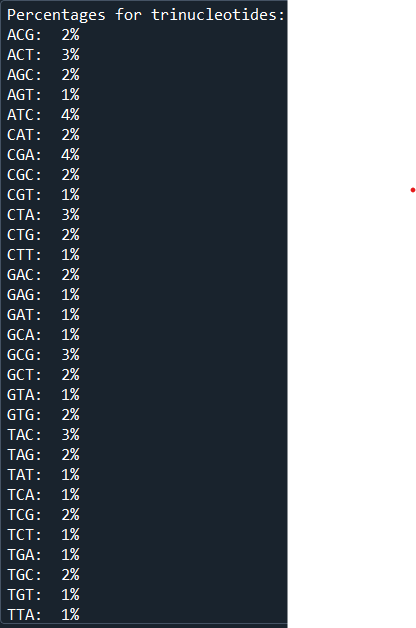 Percentages for trinucleotides:
ACG:  2%
ACT:  3%
AGC:  2%
AGT:  1%
ATC:  4%
CAT:  2%
CGA:  4%
CGC:  2%
CGT:  1%
CTA:  3%
CTG:  2%
CTT:  1%
GAC:  2%
GAG:  1%
GAT:  1%
GCA:  1%
GCG:  3%
GCT:  2%
GTA:  1%
GTG:  2%
TAC:  3%
TAG:  2%
TAT:  1%
TCA:  1%
TCG:  2%
TCT:  1%
TGA:  1%
TGC:  2%
TGT:  1%
TTA:  1%